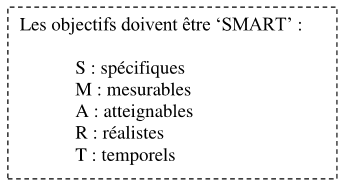 Les objectifs doivent être ‘SMART’ :
S : spécifiques
M : mesurables
A : atteignables
R : réalistes
T : temporels